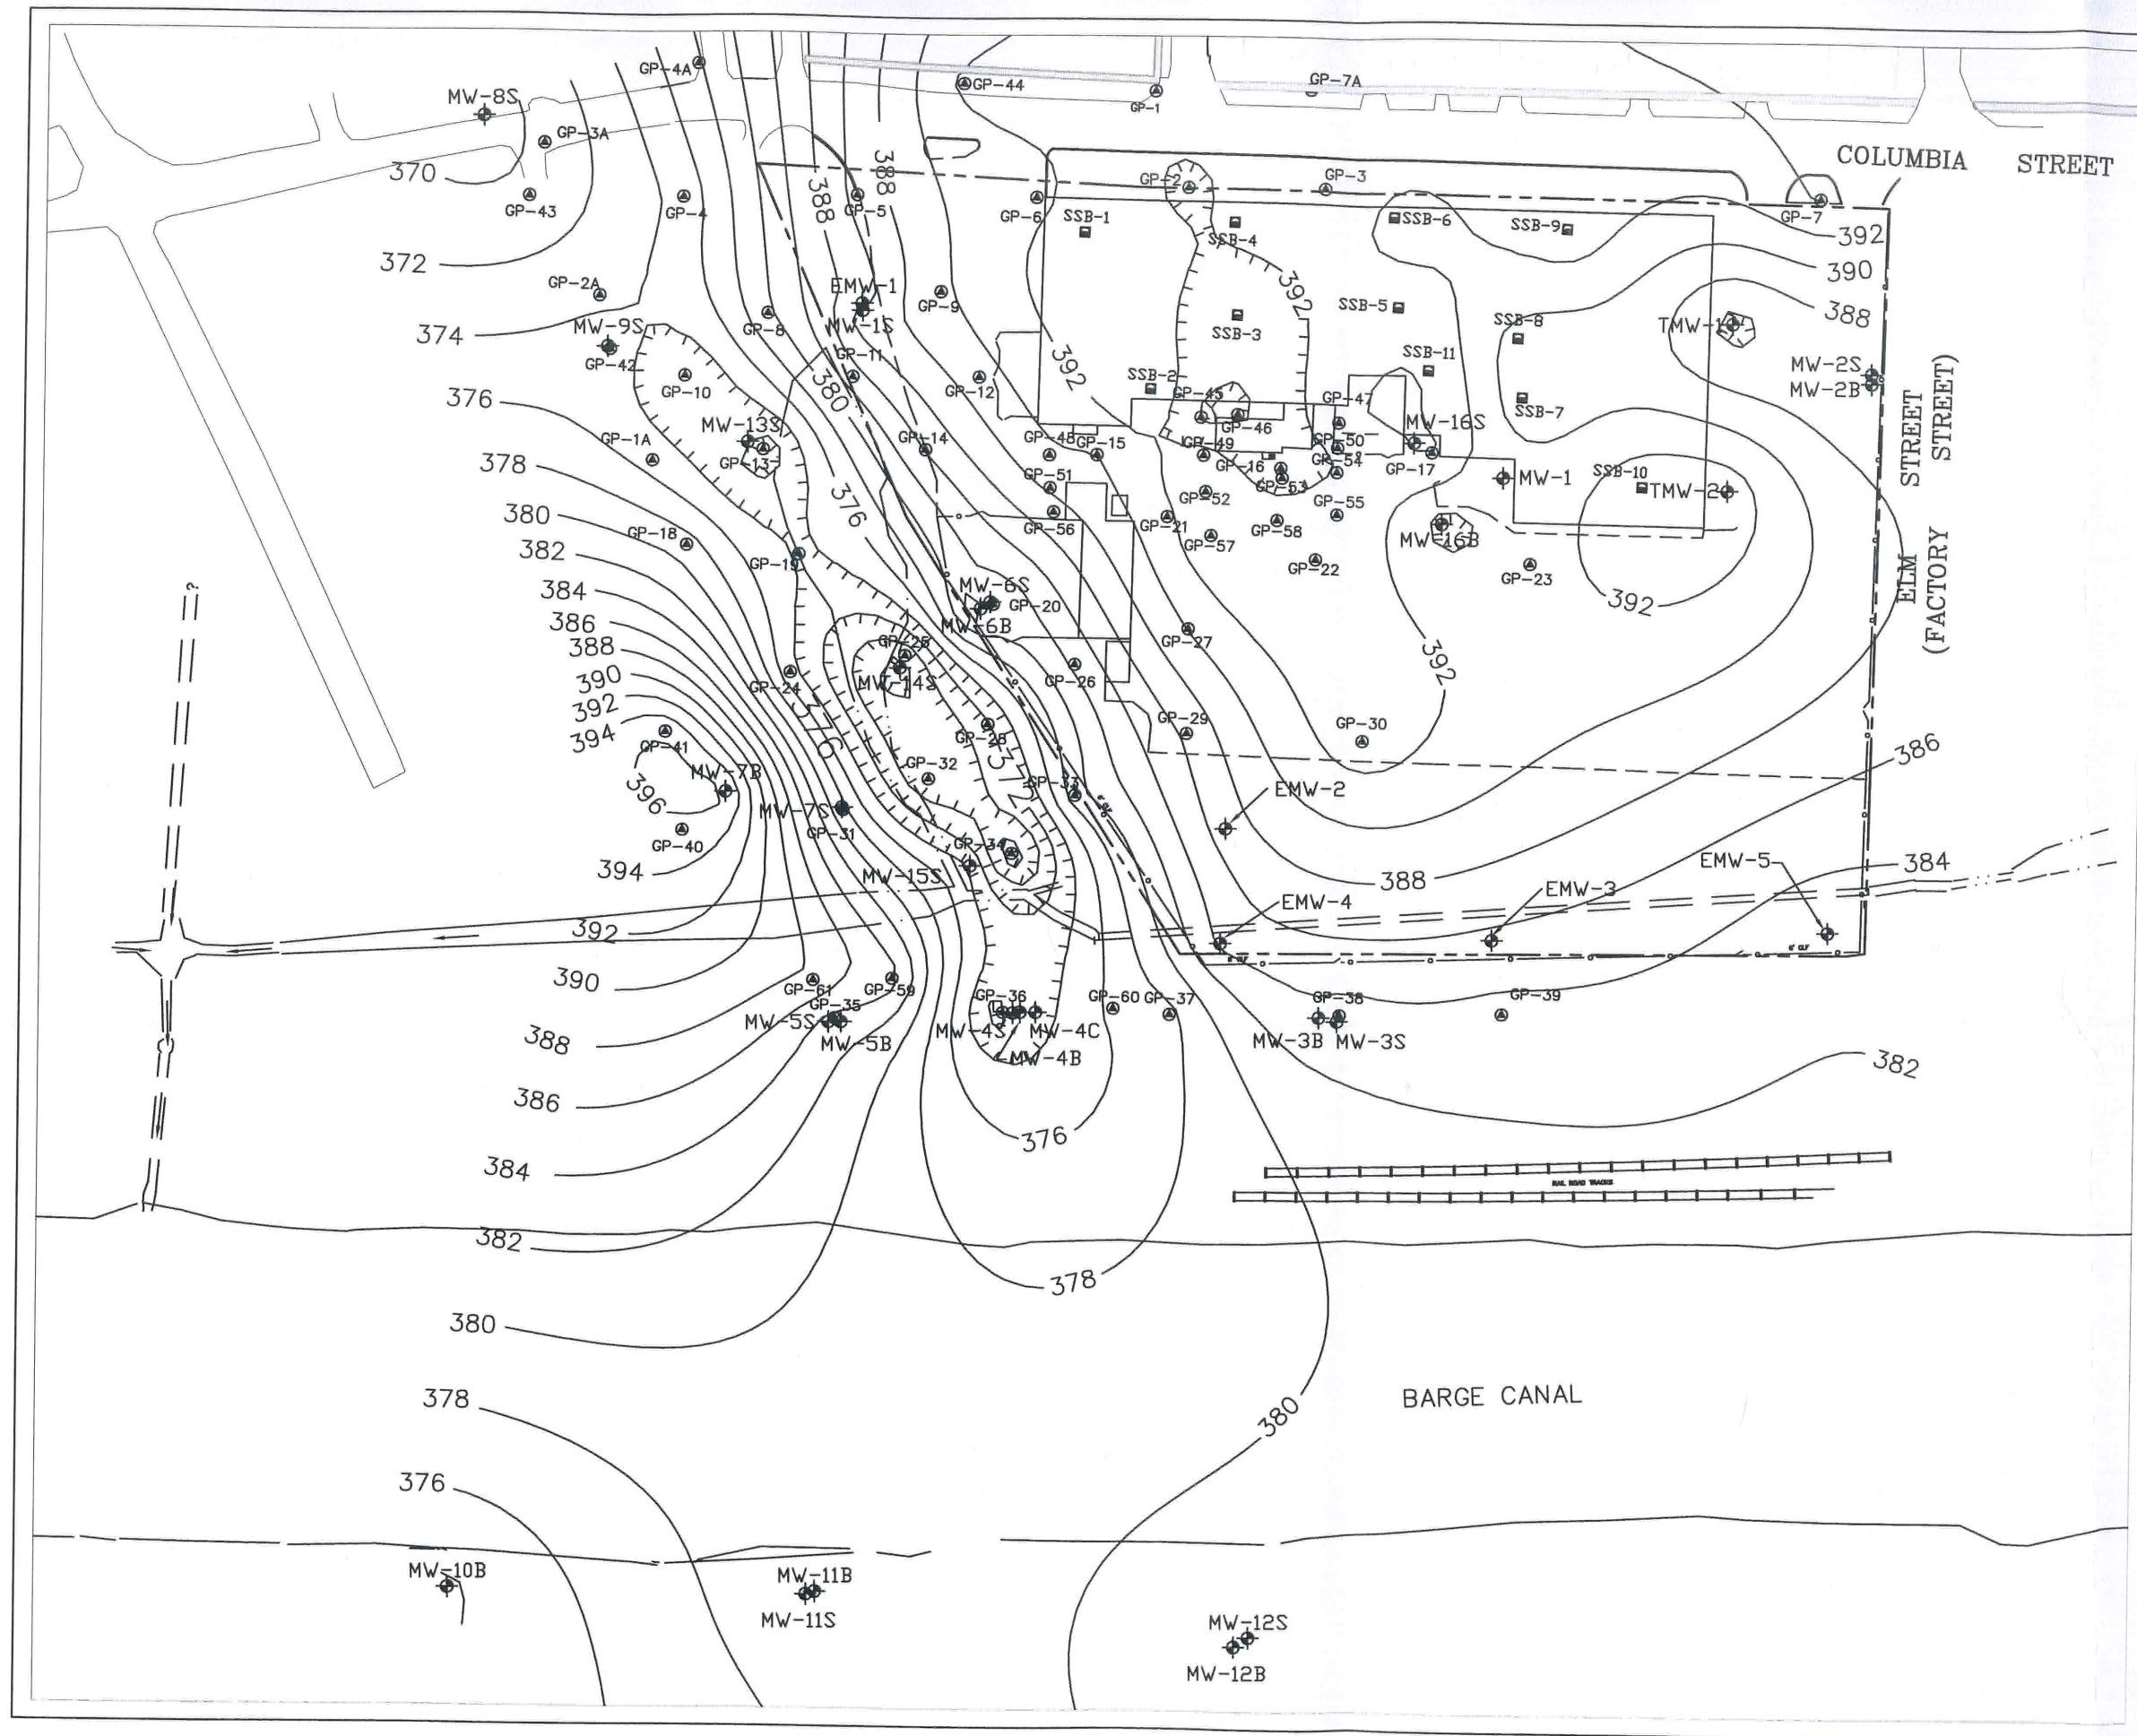 GP-4A
GP-44
GP-1
GP-7A
MW-8S
GP-3A
COLUMBIA STREET
370
388
388
GP-43
GP-4
GP-5
GP-6
SSB-1
GP-2
GP-3
SSB-4
SSB-6
SSB-9
GP-7
392
372
390
GP-2A
EMW-1
GP-9
392
SSB-5
388
374
MW-9S
GP-8
MW-1S
SSB-3
SSB-8
TMW-1
GP-42
GP-11
392
SSB-11
MW-2S
MW-2B
GP-10
380
GP-12
SSB-2
GP-45
GP-47
SSB-7
376
MW-13S
GP-46
MW-16S
GP-1A
GP-14
GP-48
GP-15
GP-49
GP-50
378
GP-13
GP-16
GP-54
GP-17
GP-51
GP-53
MW-1
SSB-10
TMW-2
ELM STREET
(FACTORY STREET)
376
GP-52
GP-55
380
GP-18
GP-56
GP-21
GP-58
382
GP-19
GP-57
MW-16B
GP-22
GP-23
384
MW-6S
GP-20
392
386
MW-6B
GP-27
388
GP-25
392
390
GP-24
MW-14S
GP-26
392
376
GP-29
GP-30
394
GP-41
GP-28
386
MW-7B
GP-32
GP-33
EMW-2
396
MW-7S
GP-31
GP-40
GP-34
394
MW-15S
388
EMW-5
384
EMW-3
EMW-4
392
390
GP-61
GP-59
GP-35
GP-36
GP-60
GP-37
GP-38
GP-39
388
MW-5S
MW-5B
MW-4S
MW-4C
MW-4B
MW-3B
MW-3S
382
386
376
384
RAIL ROAD TRACKS
382
378
380
378
380
BARGE CANAL
376
MW-10B
MW-11B
MW-11S
MW-12S
MW-12B
?